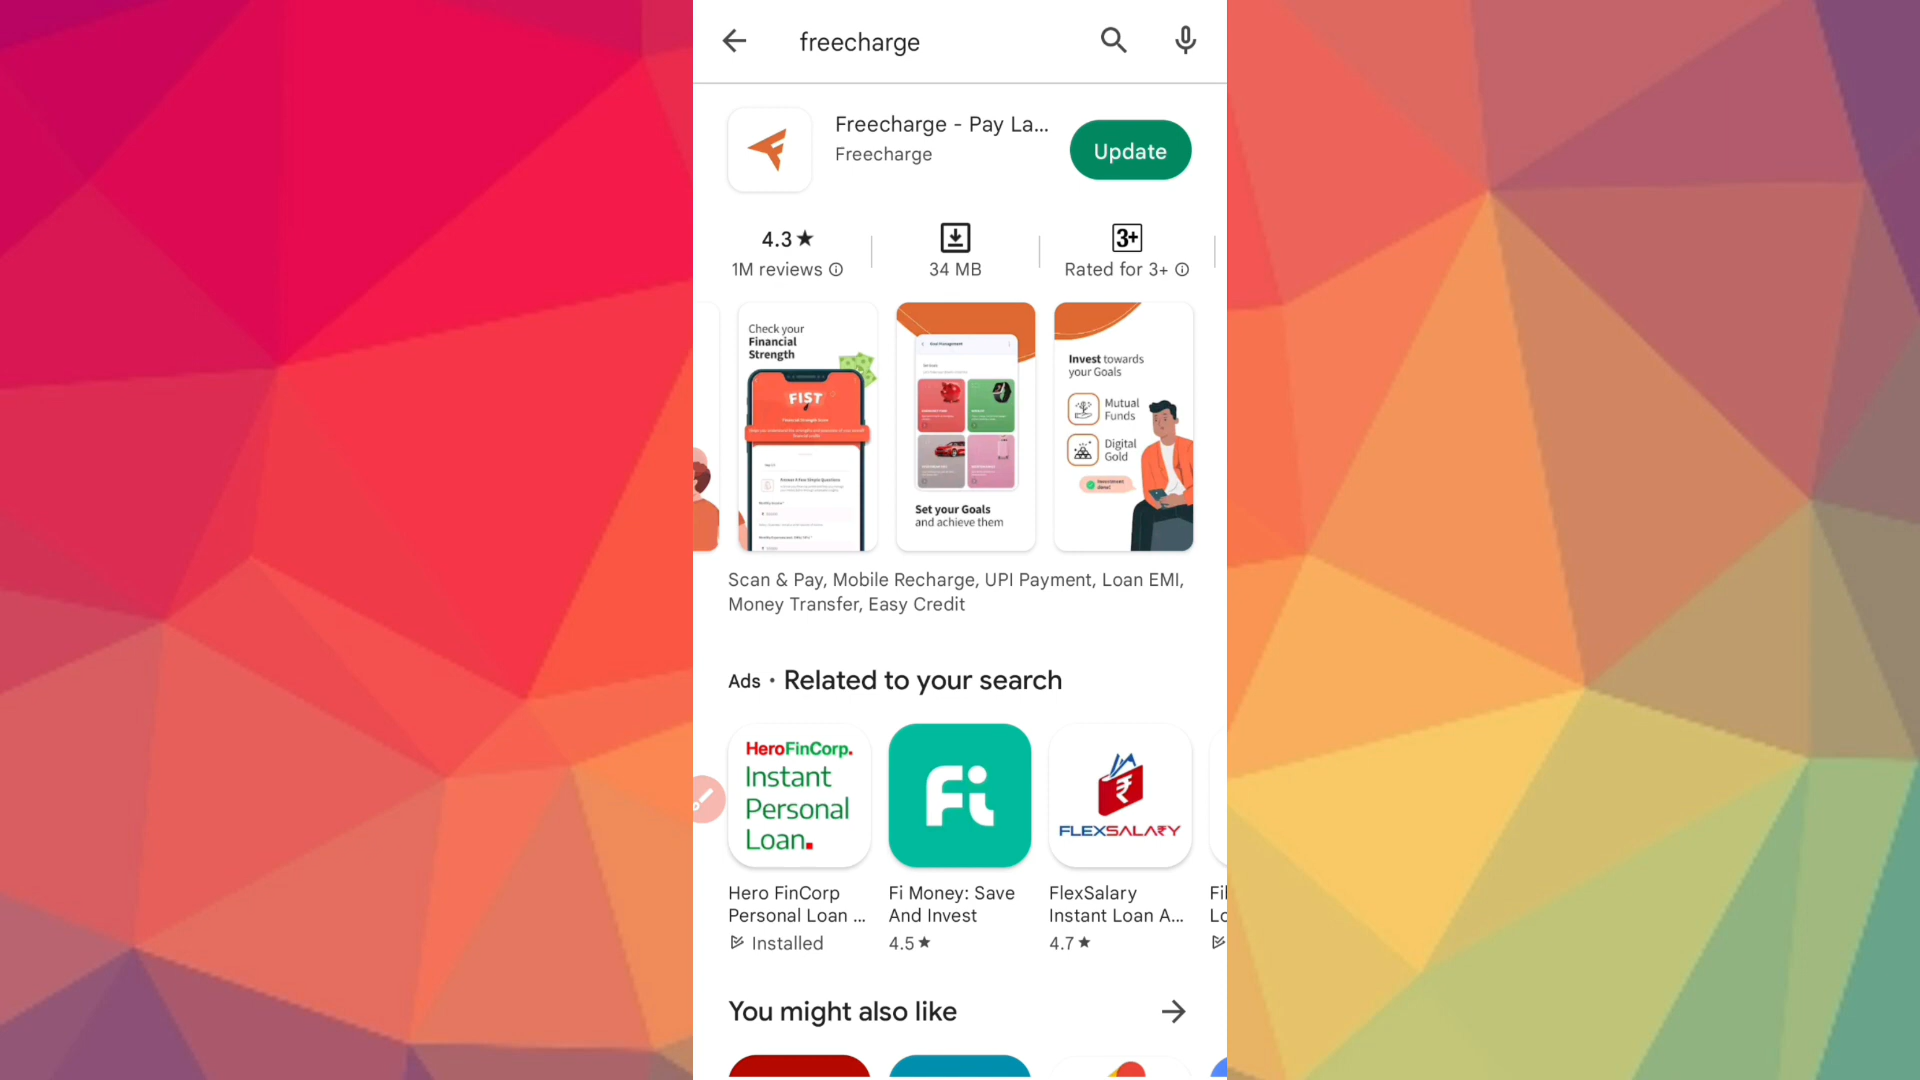 freecharge
Freecharge - Pay La...
Freecharge
Update
4.3★
1M reviews
34 MB
3+
Rated for 3+
Check your
Financial
Strength
FIST
Set your Goals
and achieve them
Invest towards
your Goals
Mutual
Funds
Digital
Gold
Scan & Pay, Mobile Recharge, UPI Payment, Loan EMI,
Money Transfer, Easy Credit
Ads • Related to your search
HeroFinCorp.
Instant
Personal
Loan.
Fi
FLEXSALARY
Hero FinCorp
Personal Loan ...
Installed
Fi Money: Save
And Invest
4.5★
FlexSalary
Instant Loan A...
4.7★
You might also like